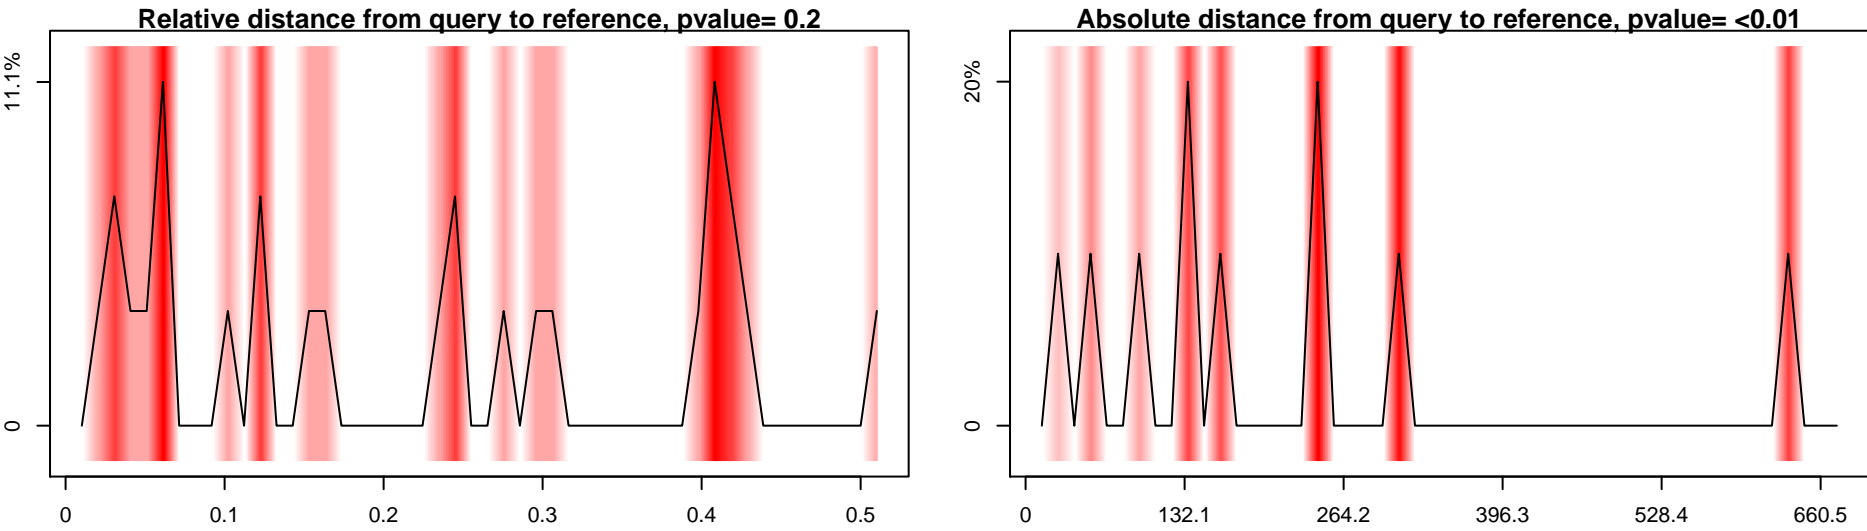 Relative distance from query to reference, pvalue= 0.2
11.1%
0
0 0.1 0.2 0.3 0.4 0.5
Absolute distance from query to reference, pvalue= <0.01
20%
0
0 132.1 264.2 396.3 528.4 660.5